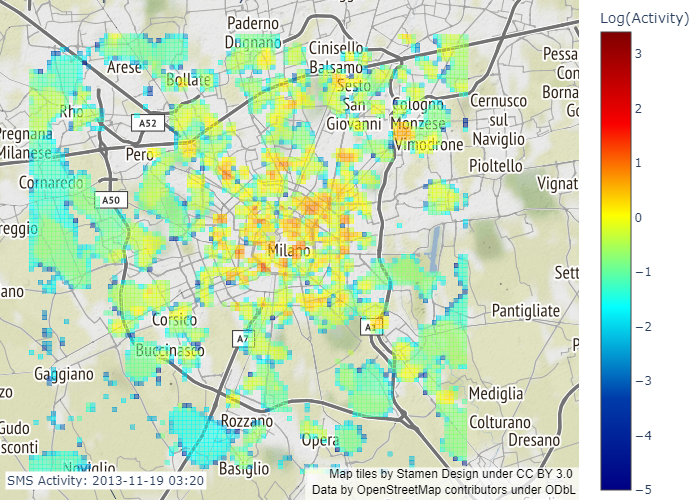 Paderno
Dugnano
Cinisello
Balsamo
Arese
Bollate
Sesto
San
Giovanni
Cologno
Monzese
Cernusco
sul
Naviglio
Pessa
Con
Borna
Rho
A52
Pregnana
Milanese
Pero
Vimodrone
Pioltello
Cornaredo
A50
Vignat
reggio
Milano
Sett
ano
Pantigliate
Corsico
A7
Buccinasco
Gaggiano
Mediglia
Colturano
Dresano
Rozzano
Opera
Gudo
sconti
Noviglio
Basiglio
SMS Activity: 2013-11-19 03:20
Map tiles by Stamen Design under CC BY 3.0
Data by OpenStreetMap contributors under ODbL
Log(Activity)
3
2
1
0
−1
−2
−3
−4
−5